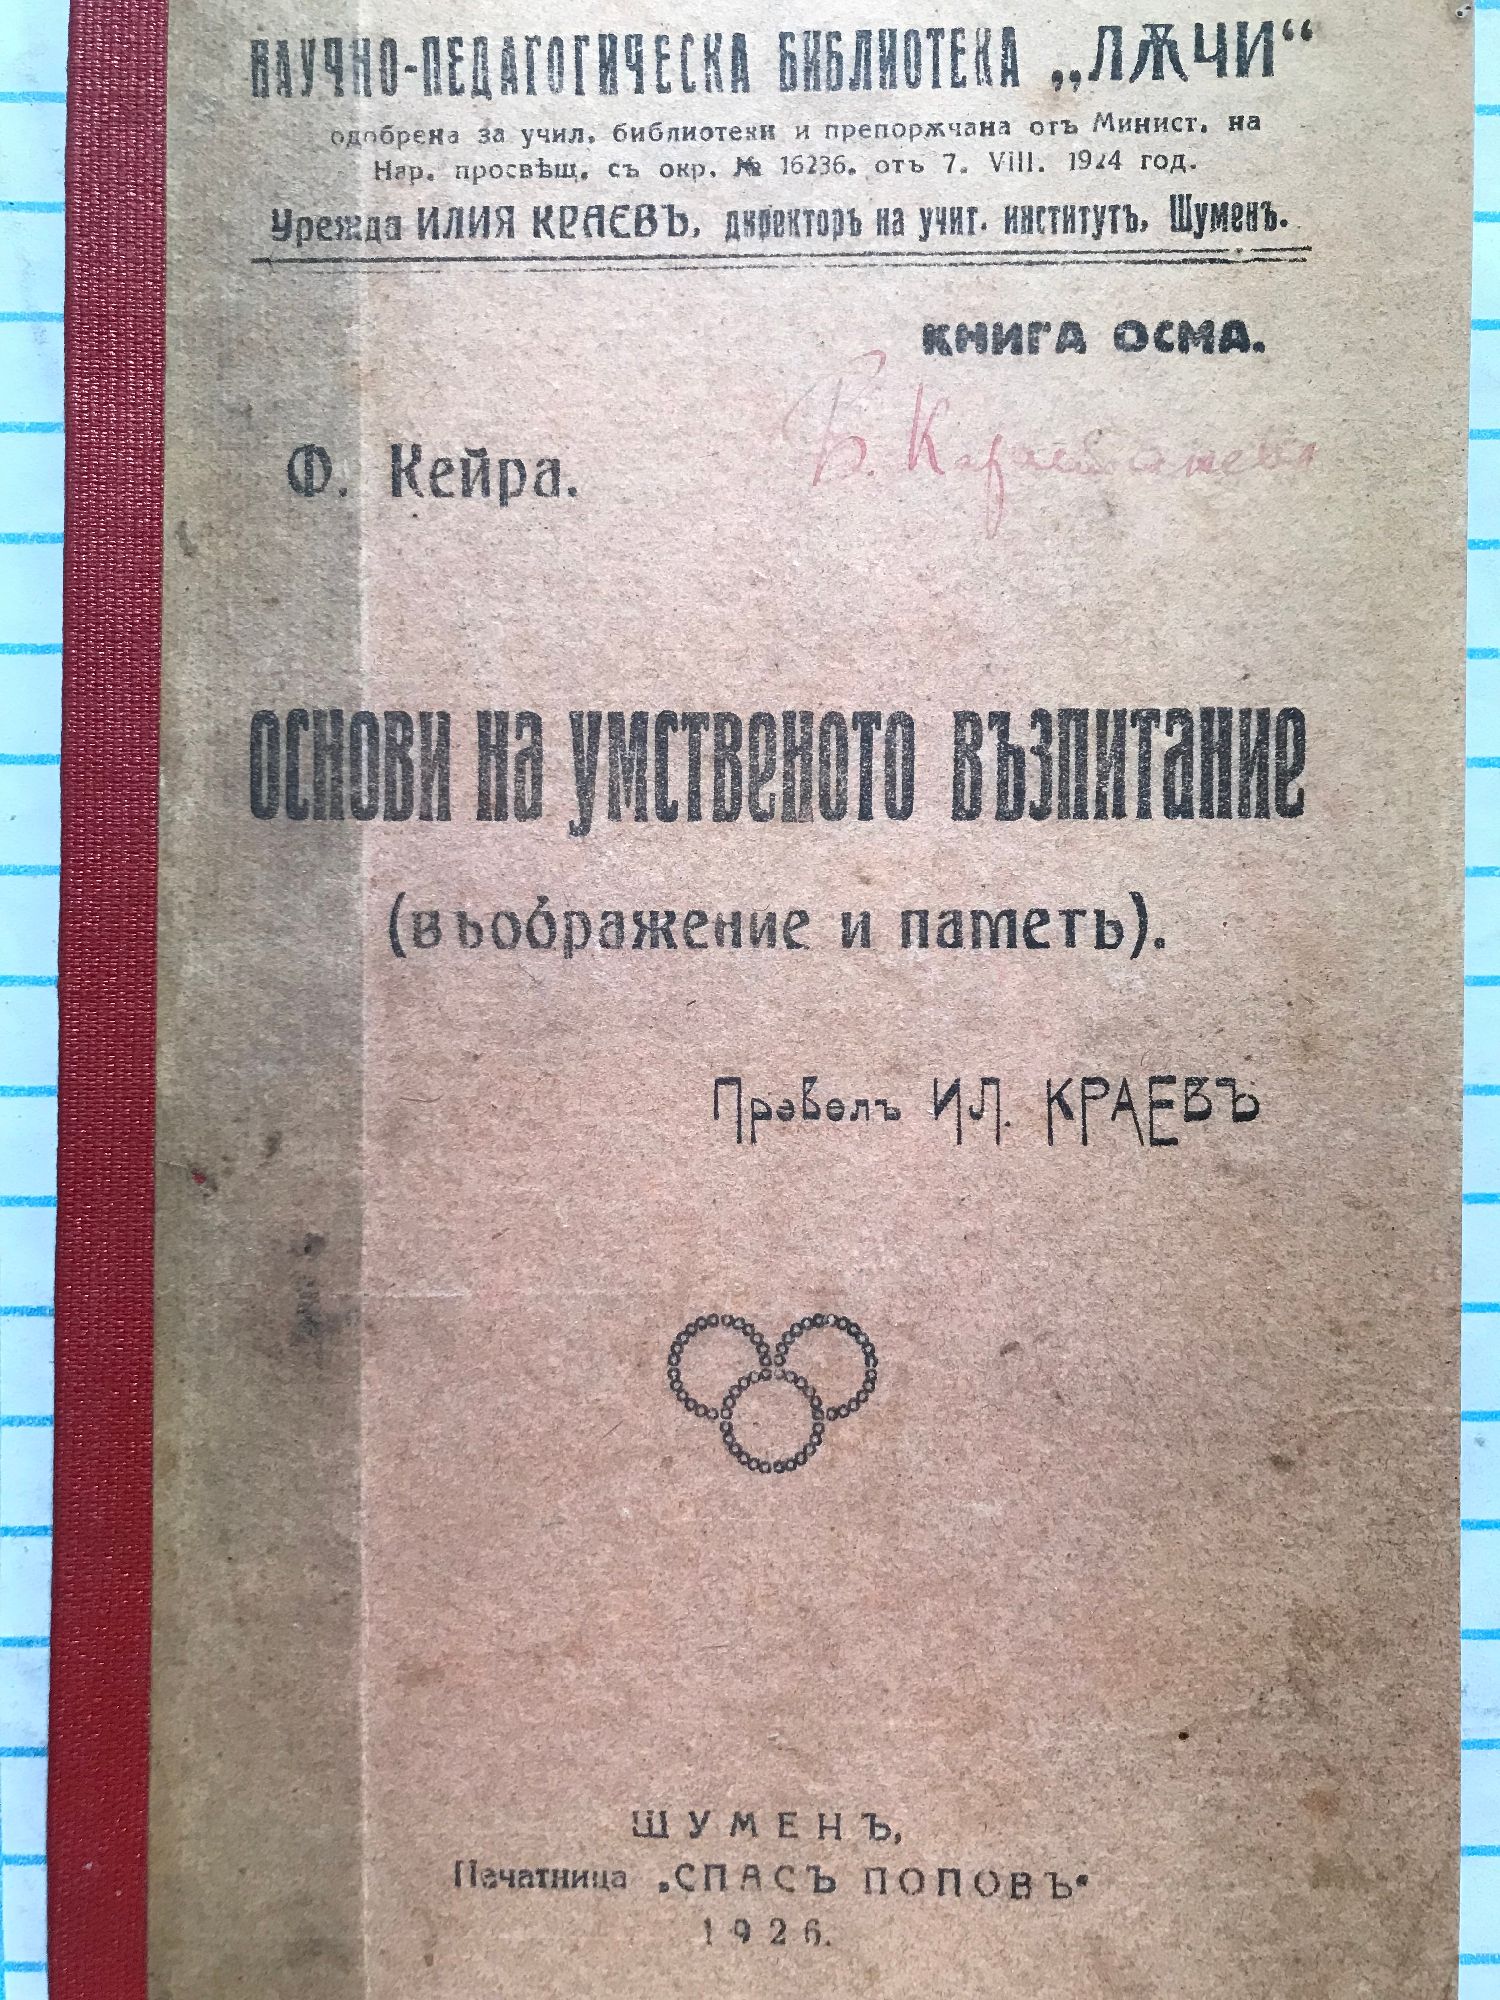 НАУЧНО-ПЕДАГОГИЧЕСКА БИБЛИОТЕКА „ЛѪЧИ“
одобрена за учил. библиотеки и препорѫчана отъ Минист. на
Нар. просвѣщ. съ окр. № 16236. отъ 7. VIII. 1924 год.
Урежда ИЛИЯ КРАЕВЪ, директоръ на учит. институтъ, Шуменъ.
КНИГА ОСМА.
Ф. Кейра.
ОСНОВИ НА УМСТВЕНОТО ВЪЗПИТАНИЕ
(въображение и паметь).
Превелъ ИЛ. КРАЕВЪ
ШУМЕНЪ,
Печатница „СПАСЪ ПОПОВЪ“
1926.